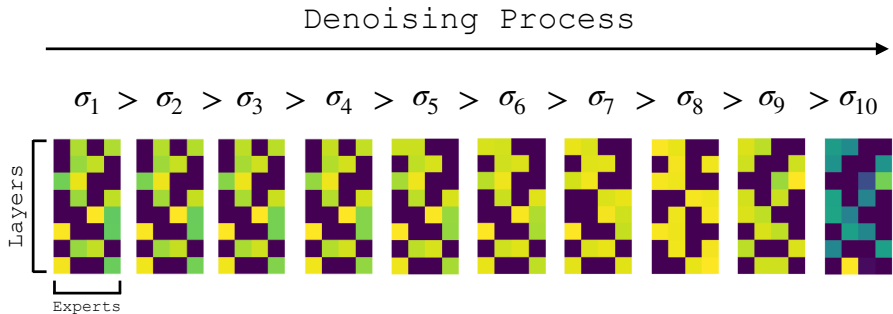 Denoising Process
σ₁ > σ₂ > σ₃ > σ₄ > σ₅ > σ₆ > σ₇ > σ₈ > σ₉ > σ₁₀
Layers
Experts